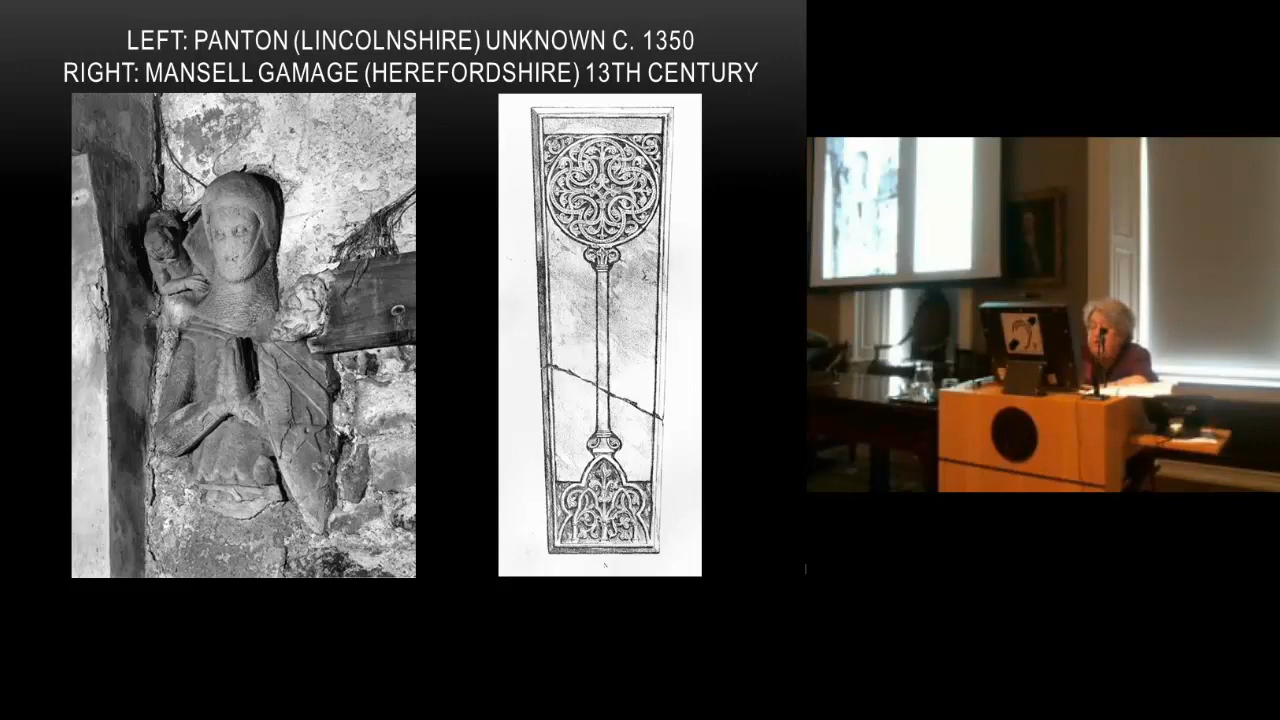 LEFT: PANTON (LINCOLNSHIRE) UNKNOWN C. 1350
RIGHT: MANSELL GAMAGE (HEREFORDSHIRE) 13TH CENTURY